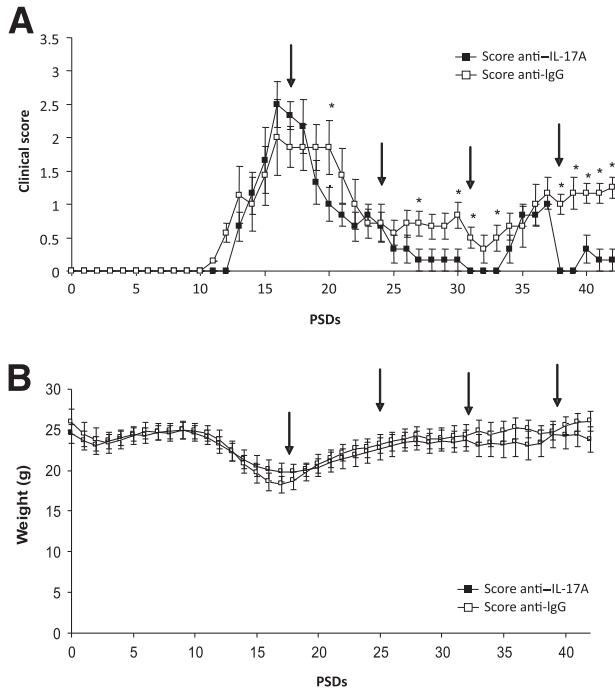 A
3.5
3
2.5
2
1.5
1
0.5
0
Clinical score
Score anti–IL-17A
Score anti-IgG
* * * * * * * * * *
0 5 10 15 20 25 30 35 40
PSDs
B
30
25
20
15
10
5
0
Weight (g)
Score anti–IL-17A
Score anti-IgG
0 5 10 15 20 25 30 35 40
PSDs